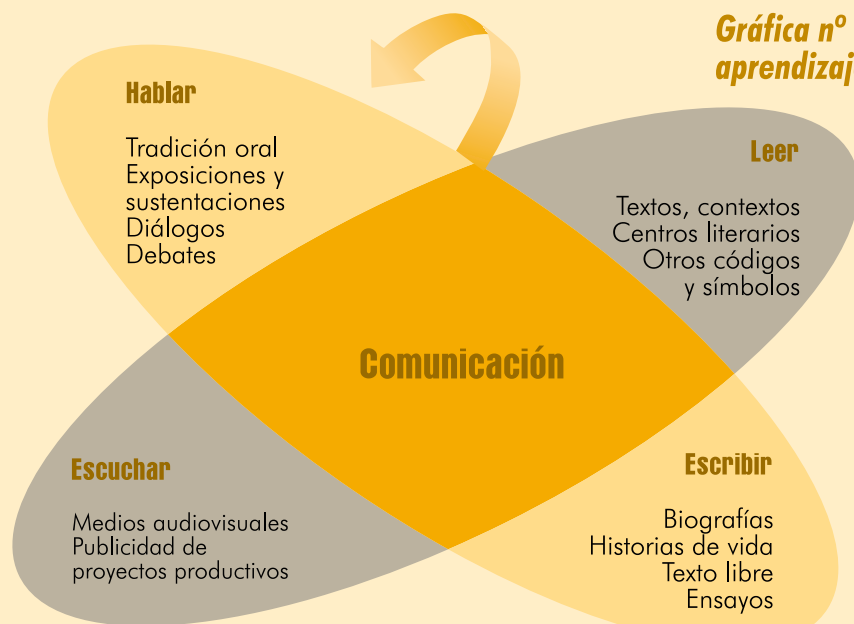 Gráfica nº
aprendizaj
Hablar
Tradición oral
Exposiciones y
sustentaciones
Diálogos
Debates
Leer
Textos, contextos
Centros literarios
Otros códigos
y símbolos
Comunicación
Escuchar
Medios audiovisuales
Publicidad de
proyectos productivos
Escribir
Biografías
Historias de vida
Texto libre
Ensayos